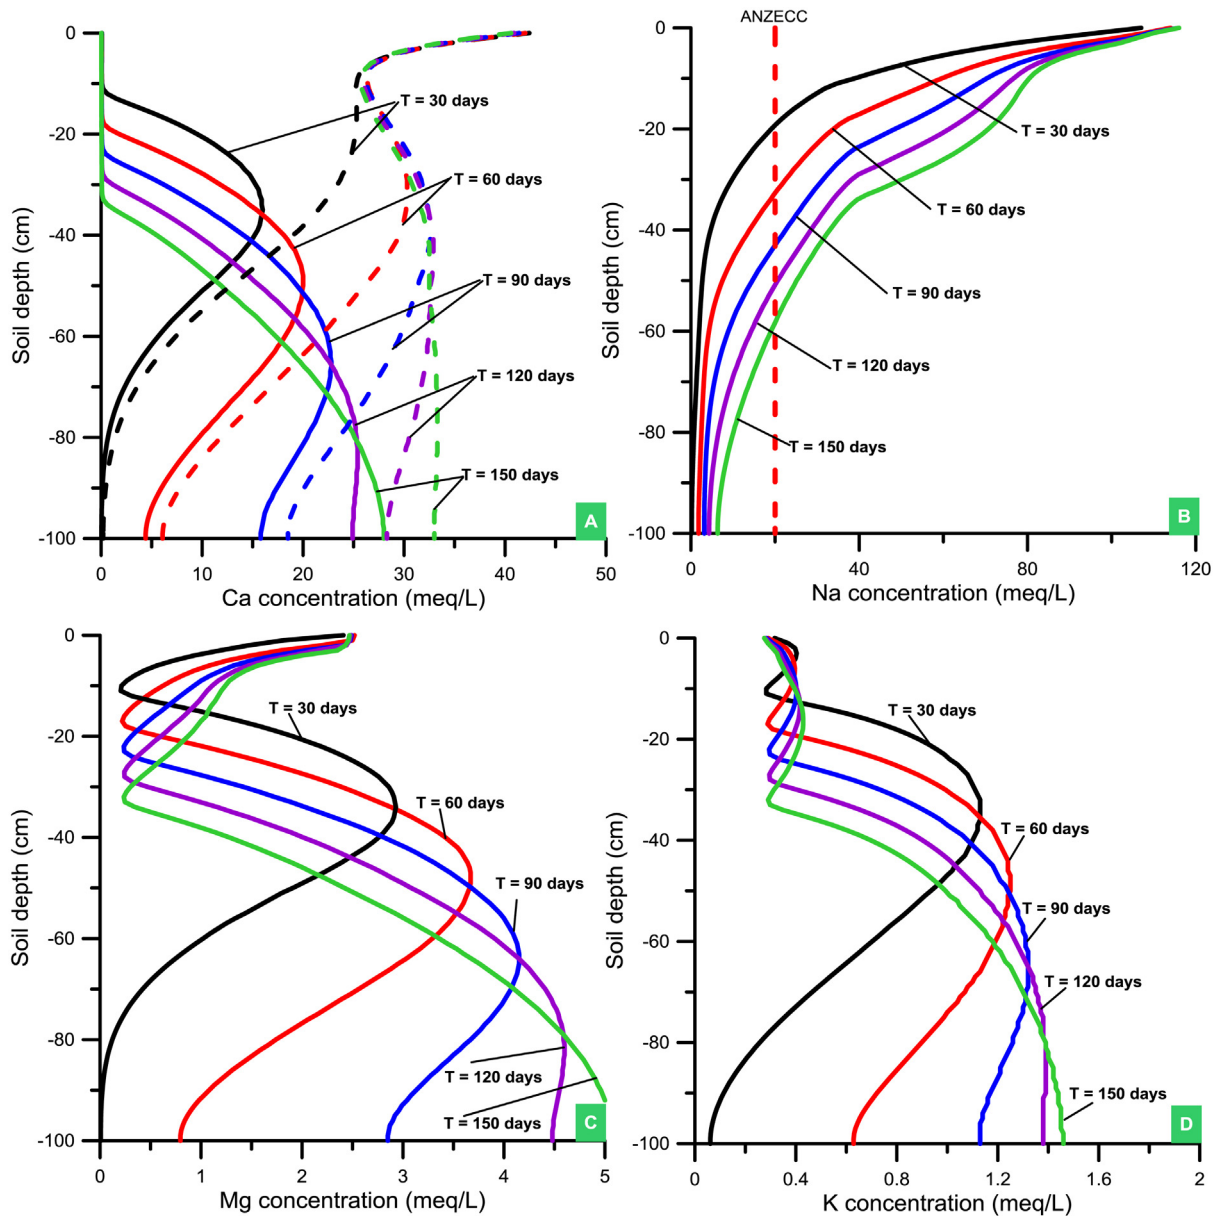 0
-20
-40
-60
-80
-100
Soil depth (cm)
T = 30 days
T = 60 days
T = 90 days
T = 120 days
T = 150 days
A
0
10
20
30
40
50
Ca concentration (meq/L)
ANZECC
0
-20
-40
-60
-80
-100
Soil depth (cm)
T = 30 days
T = 60 days
T = 90 days
T = 120 days
T = 150 days
B
0
40
80
120
Na concentration (meq/L)
0
-20
-40
-60
-80
-100
Soil depth (cm)
T = 30 days
T = 60 days
T = 90 days
T = 120 days
T = 150 days
C
0
1
2
3
4
5
Mg concentration (meq/L)
0
-20
-40
-60
-80
-100
Soil depth (cm)
T = 30 days
T = 60 days
T = 90 days
T = 120 days
T = 150 days
D
0
0.4
0.8
1.2
1.6
2
K concentration (meq/L)